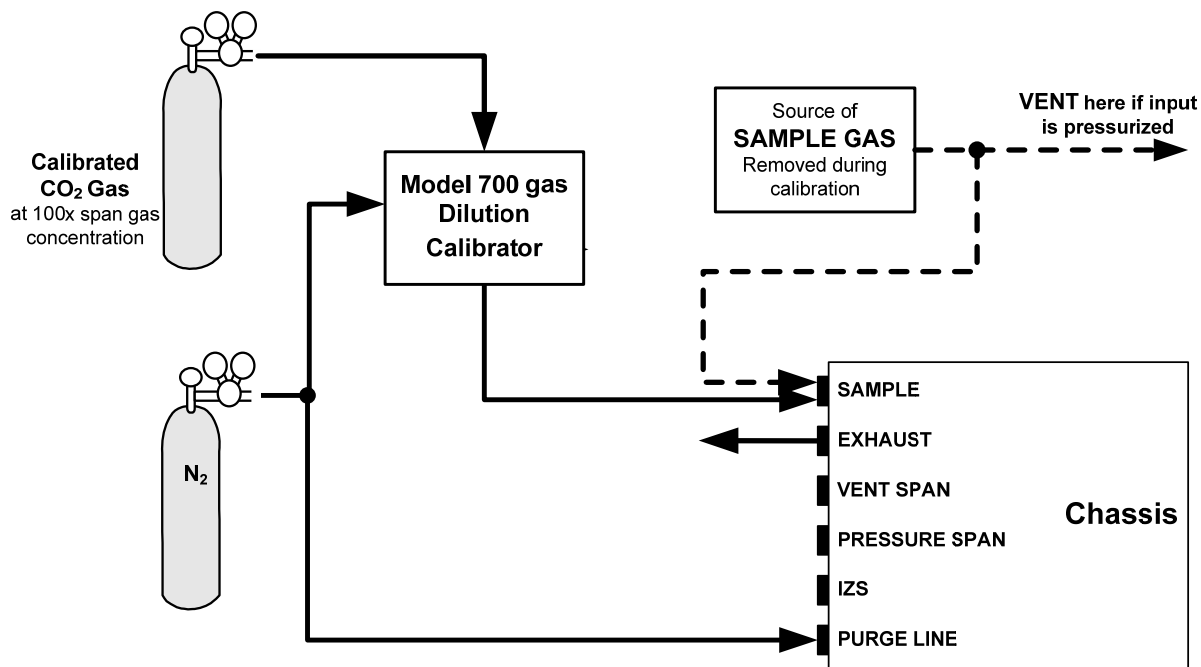 Calibrated
CO₂ Gas
at 100x span gas
concentration
Model 700 gas
Dilution
Calibrator
Source of
SAMPLE GAS
Removed during
calibration
VENT here if input
is pressurized
N₂
SAMPLE
EXHAUST
VENT SPAN
PRESSURE SPAN
IZS
PURGE LINE
Chassis